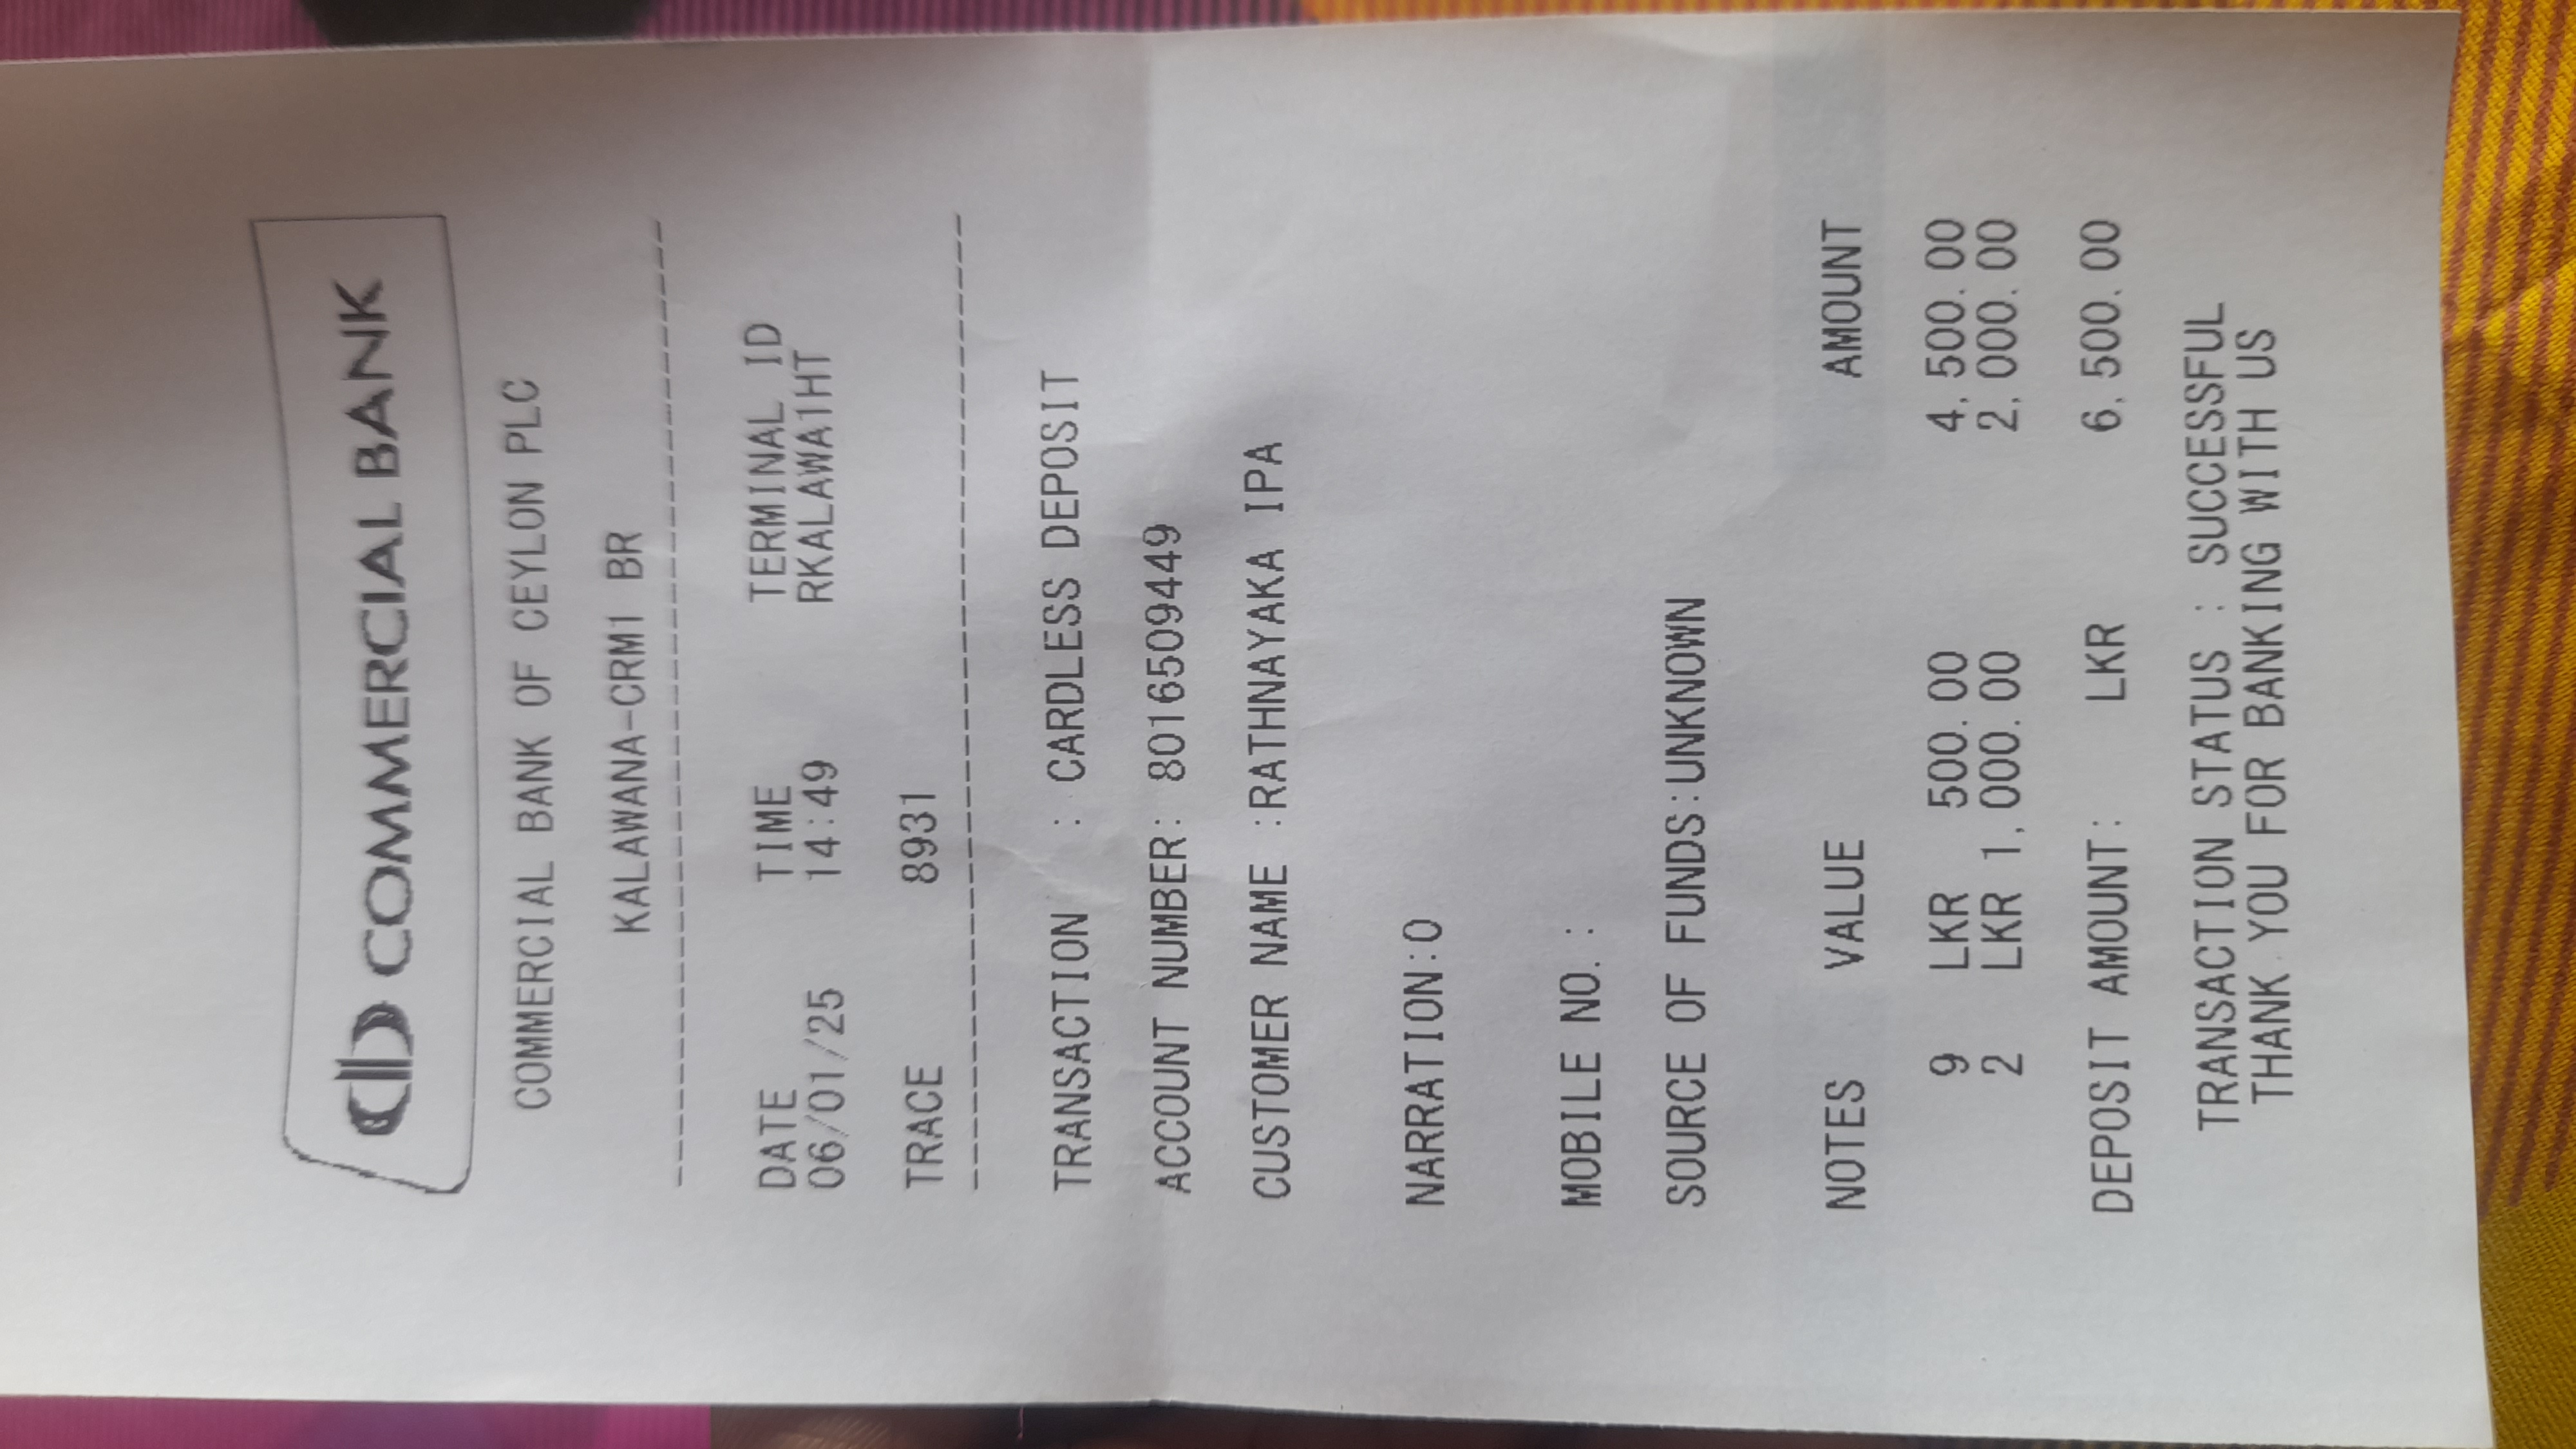 COMMERCIAL BANK
COMMERCIAL BANK OF CEYLON PLC
KALAWANA-CRM1 BR
DATE TIME TERMINAL ID
06/01/25 14:49 RKALAWA1HT
TRACE 8931
TRANSACTION : CARDLESS DEPOSIT
ACCOUNT NUMBER: 8016509449
CUSTOMER NAME :RATHNAYAKA IPA
NARRATION:0
MOBILE NO. :
SOURCE OF FUNDS:UNKNOWN
NOTES VALUE AMOUNT
9 LKR 500.00 4,500.00
2 LKR 1,000.00 2,000.00
DEPOSIT AMOUNT: LKR 6,500.00
TRANSACTION STATUS : SUCCESSFUL
THANK YOU FOR BANKING WITH US